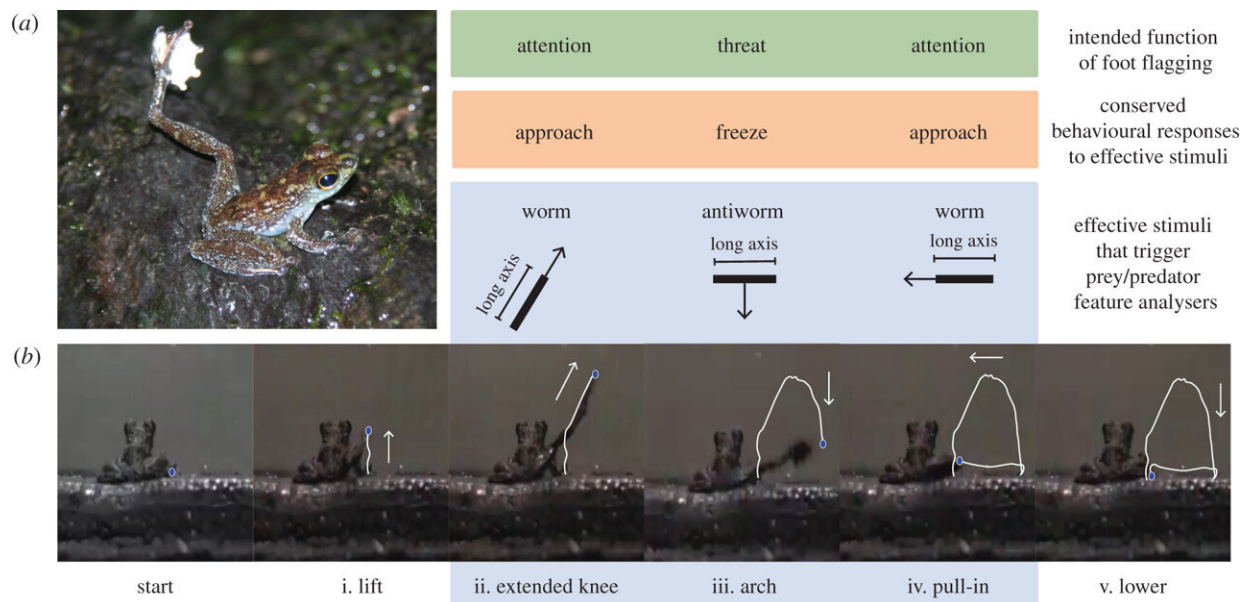 (a)
attention threat attention
intended function
of foot flagging
approach freeze approach
conserved
behavioural responses
to effective stimuli
worm antiworm worm
long axis long axis long axis
effective stimuli
that trigger
prey/predator
feature analysers
(b)
start i. lift ii. extended knee iii. arch iv. pull-in v. lower